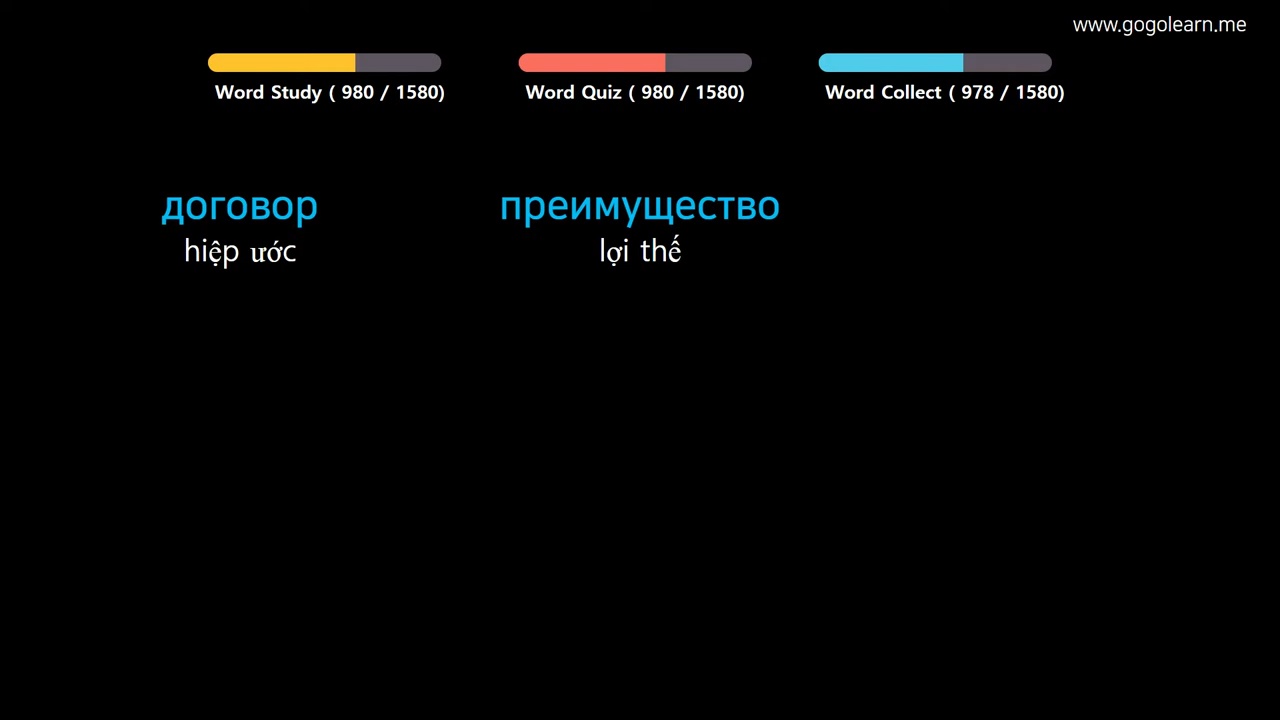 www.gogolearn.me
Word Study ( 980 / 1580)
Word Quiz ( 980 / 1580)
Word Collect ( 978 / 1580)
договор
hiệp ước
преимущество
lợi thế